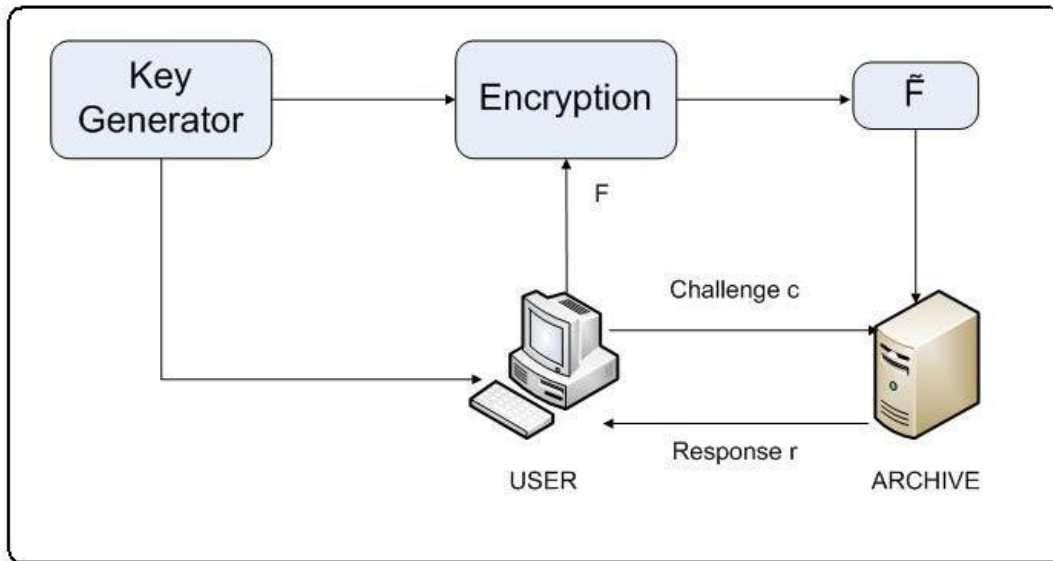 Key
Generator
Encryption
F̃
F
Challenge c
Response r
USER
ARCHIVE